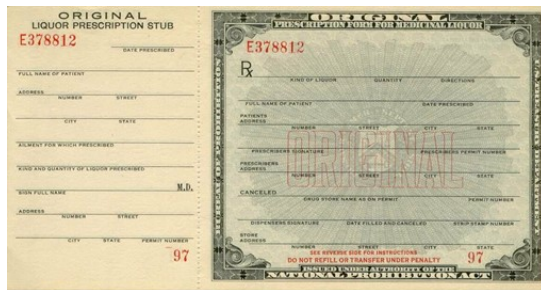 ORIGINAL
LIQUOR PRESCRIPTION STUB
E378812
DATE PRESCRIBED
FULL NAME OF PATIENT
ADDRESS
NUMBER STREET
CITY STATE
AILMENT FOR WHICH PRESCRIBED
KIND AND QUANTITY OF LIQUOR PRESCRIBED
M.D.
SIGN FULL NAME
ADDRESS
NUMBER STREET
CITY STATE PERMIT NUMBER
97
ORIGINAL
PRESCRIPTION FORM FOR MEDICINAL LIQUOR
E378812
℞
KIND OF LIQUOR QUANTITY DIRECTIONS
FULL NAME OF PATIENT DATE PRESCRIBED
PATIENTS
ADDRESS
NUMBER STREET CITY STATE
ORIGINAL
PRESCRIBERS SIGNATURE PRESCRIBERS PERMIT NUMBER
PRESCRIBERS
ADDRESS
NUMBER STREET CITY STATE
CANCELED
DRUG STORE NAME AS ON PERMIT PERMIT NUMBER
DISPENSERS SIGNATURE DATE FILLED AND CANCELED STRIP STAMP NUMBER
STORE
ADDRESS
NUMBER STREET CITY STATE
SEE REVERSE SIDE FOR INSTRUCTIONS
DO NOT REFILL OR TRANSFER UNDER PENALTY
97
ISSUED UNDER AUTHORITY OF THE
NATIONAL PROHIBITION ACT